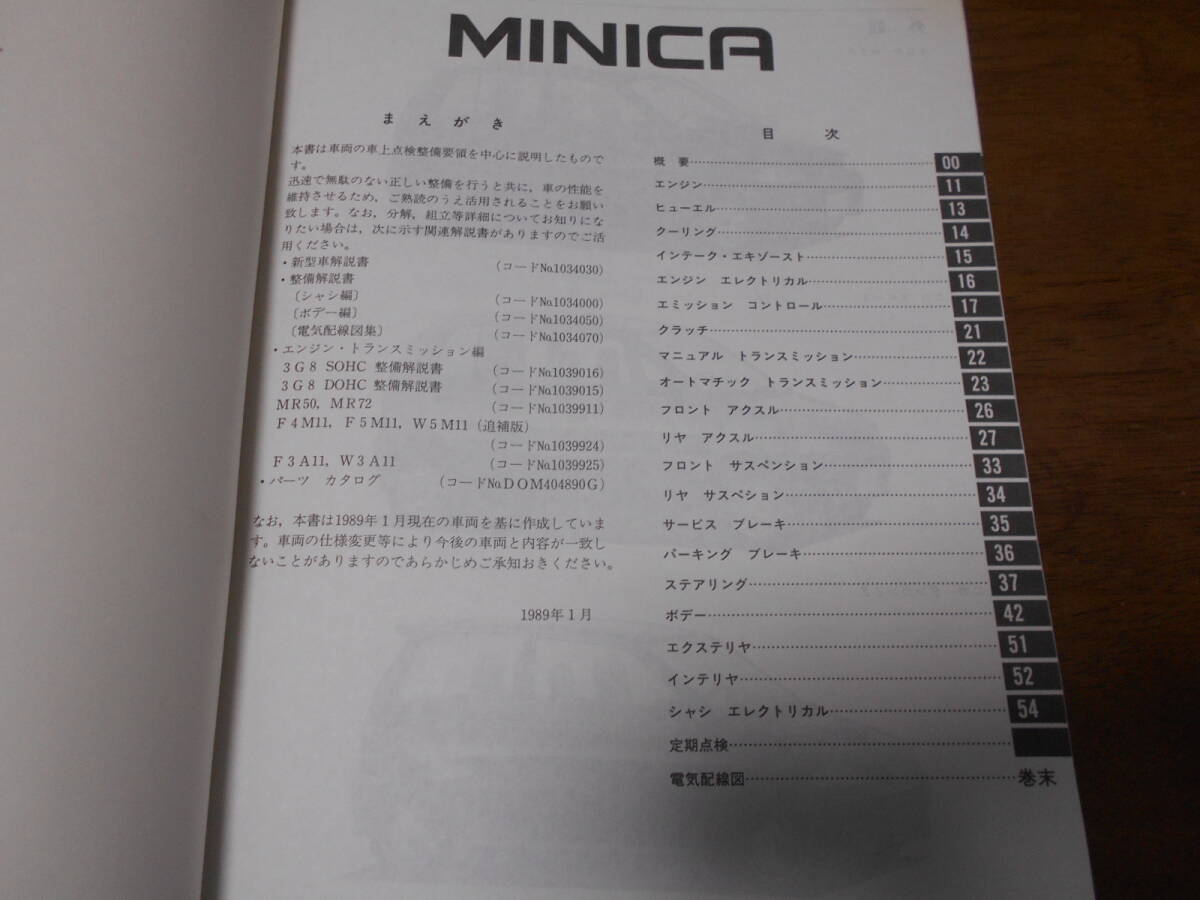 MINICA
まえがき
本書は車両の車上点検整備要領を中心に説明したもので
す。
迅速で無駄のない正しい整備を行うと共に，車の性能を
維持させるため，ご熟読のうえ活用されることをお願い
致します。なお，分解，組立等詳細についてお知りにな
りたい場合は，次に示す関連解説書がありますのでご活
用ください。
・新型車解説書 (コードNo.1034030)
・整備解説書
〔シャシ編〕 (コードNo.1034000)
〔ボデー編〕 (コードNo.1034050)
〔電気配線図集〕 (コードNo.1034070)
・エンジン・トランスミッション編
3G8 SOHC 整備解説書 (コードNo.1039016)
3G8 DOHC 整備解説書 (コードNo.1039015)
MR50, MR72 (コードNo.1039911)
F4M11, F5M11, W5M11 (追補版)
(コードNo.1039924)
F3A11, W3A11 (コードNo.1039925)
・パーツ カタログ (コードNo.DOM404890G)
なお，本書は1989年1月現在の車両を基に作成していま
す。車両の仕様変更等により今後の車両と内容が一致し
ないことがありますのであらかじめご承知おきください。
1989年1月
目次
概要 00
エンジン 11
ヒューエル 13
クーリング 14
インテーク・エキゾースト 15
エンジン エレクトリカル 16
エミッション コントロール 17
クラッチ 21
マニュアル トランスミッション 22
オートマチック トランスミッション 23
フロント アクスル 26
リヤ アクスル 27
フロント サスペンション 33
リヤ サスペション 34
サービス ブレーキ 35
パーキング ブレーキ 36
ステアリング 37
ボデー 42
エクステリヤ 51
インテリヤ 52
シャシ エレクトリカル 54
定期点検
電気配線図 巻末